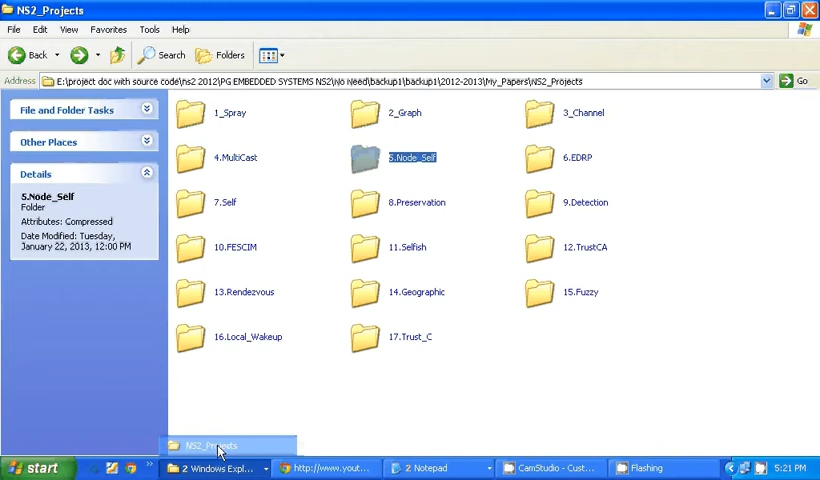 NS2_Projects
File Edit View Favorites Tools Help
Back Search Folders
Address E:\project doc with source code\ns2 2012\PG EMBEDDED SYSTEMS NS2\No Need\backup1\backup1\2012-2013\My_Papers\NS2_Projects Go
File and Folder Tasks
Other Places
Details
5.Node_Self
Folder
Attributes: Compressed
Date Modified: Tuesday,
January 22, 2013, 12:00 PM
1_Spray 2_Graph 3_Channel
4.MultiCast 5.Node_Self 6.EDRP
7.Self 8.Preservation 9.Detection
10.FESCIM 11.Selfish 12.TrustCA
13.Rendezvous 14.Geographic 15.Fuzzy
16.Local_Wakeup 17.Trust_C
NS2_Projects
start 2 Windows Expl... http://www.yout... 2 Notepad CamStudio - Cust... Flashing 5:21 PM